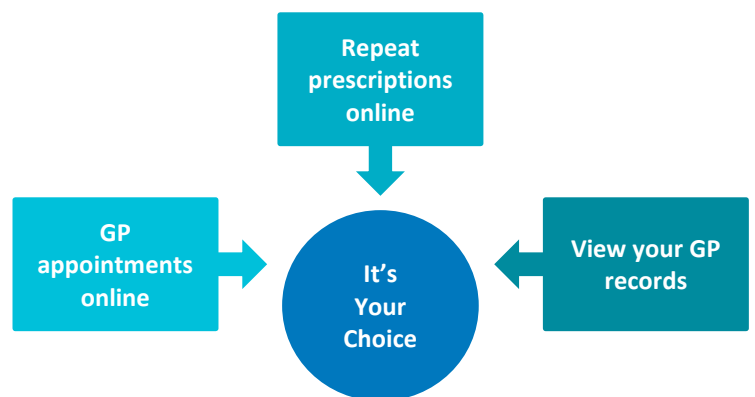 Repeat
prescriptions
online
GP
appointments
online
It’s
Your
Choice
View your GP
records